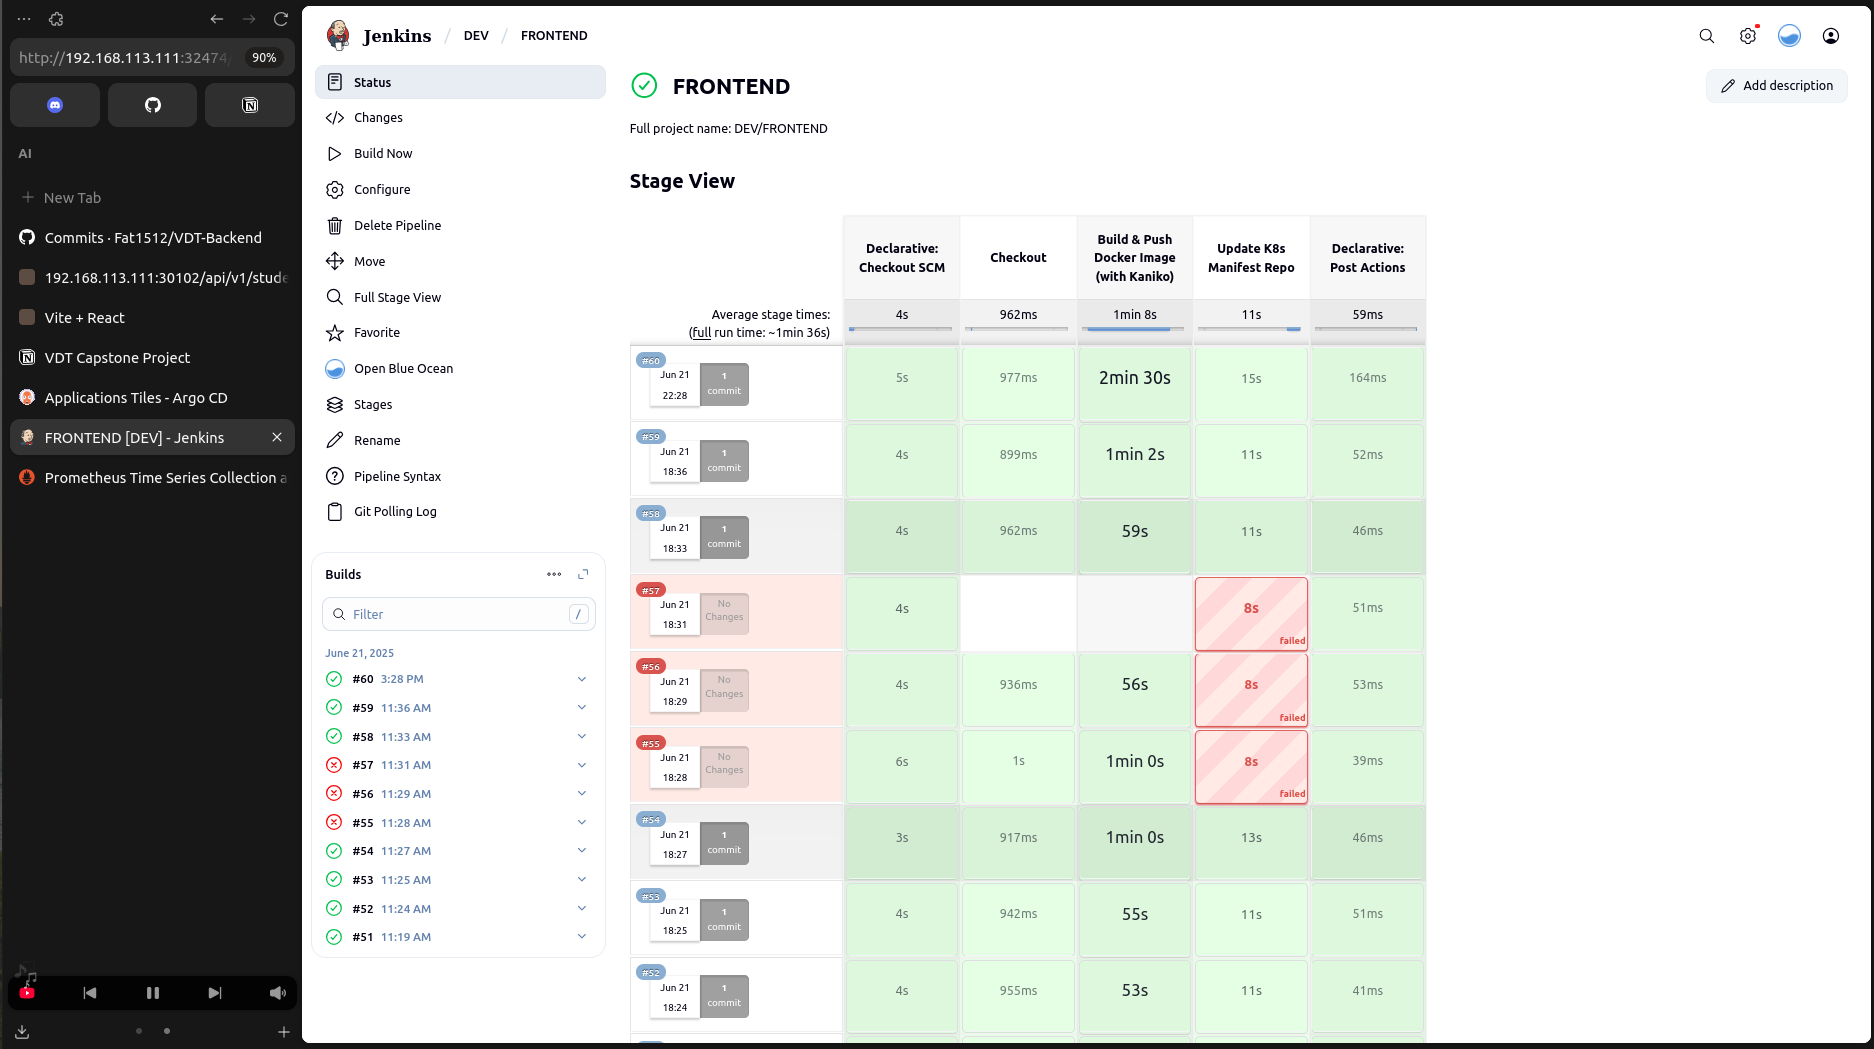 http://192.168.113.111:32474/
90%
AI
New Tab
Commits · Fat1512/VDT-Backend
192.168.113.111:30102/api/v1/stude
Vite + React
VDT Capstone Project
Applications Tiles - Argo CD
FRONTEND [DEV] - Jenkins
Prometheus Time Series Collection a
Jenkins / DEV / FRONTEND
Status
Changes
Build Now
Configure
Delete Pipeline
Move
Full Stage View
Favorite
Open Blue Ocean
Stages
Rename
Pipeline Syntax
Git Polling Log
Builds
Filter /
June 21, 2025
#60 3:28 PM
#59 11:36 AM
#58 11:33 AM
#57 11:31 AM
#56 11:29 AM
#55 11:28 AM
#54 11:27 AM
#53 11:25 AM
#52 11:24 AM
#51 11:19 AM
FRONTEND
Add description
Full project name: DEV/FRONTEND
Stage View
Declarative: Checkout SCM
Checkout
Build & Push Docker Image (with Kaniko)
Update K8s Manifest Repo
Declarative: Post Actions
Average stage times:
(full run time: ~1min 36s)
4s 962ms 1min 8s 11s 59ms
#60
Jun 21 22:28 1 commit
5s 977ms 2min 30s 15s 164ms
#59
Jun 21 18:36 1 commit
4s 899ms 1min 2s 11s 52ms
#58
Jun 21 18:33 1 commit
4s 962ms 59s 11s 46ms
#57
Jun 21 18:31 No Changes
4s 8s failed 51ms
#56
Jun 21 18:29 No Changes
4s 936ms 56s 8s failed 53ms
#55
Jun 21 18:28 No Changes
6s 1s 1min 0s 8s failed 39ms
#54
Jun 21 18:27 1 commit
3s 917ms 1min 0s 13s 46ms
#53
Jun 21 18:25 1 commit
4s 942ms 55s 11s 51ms
#52
Jun 21 18:24 1 commit
4s 955ms 53s 11s 41ms